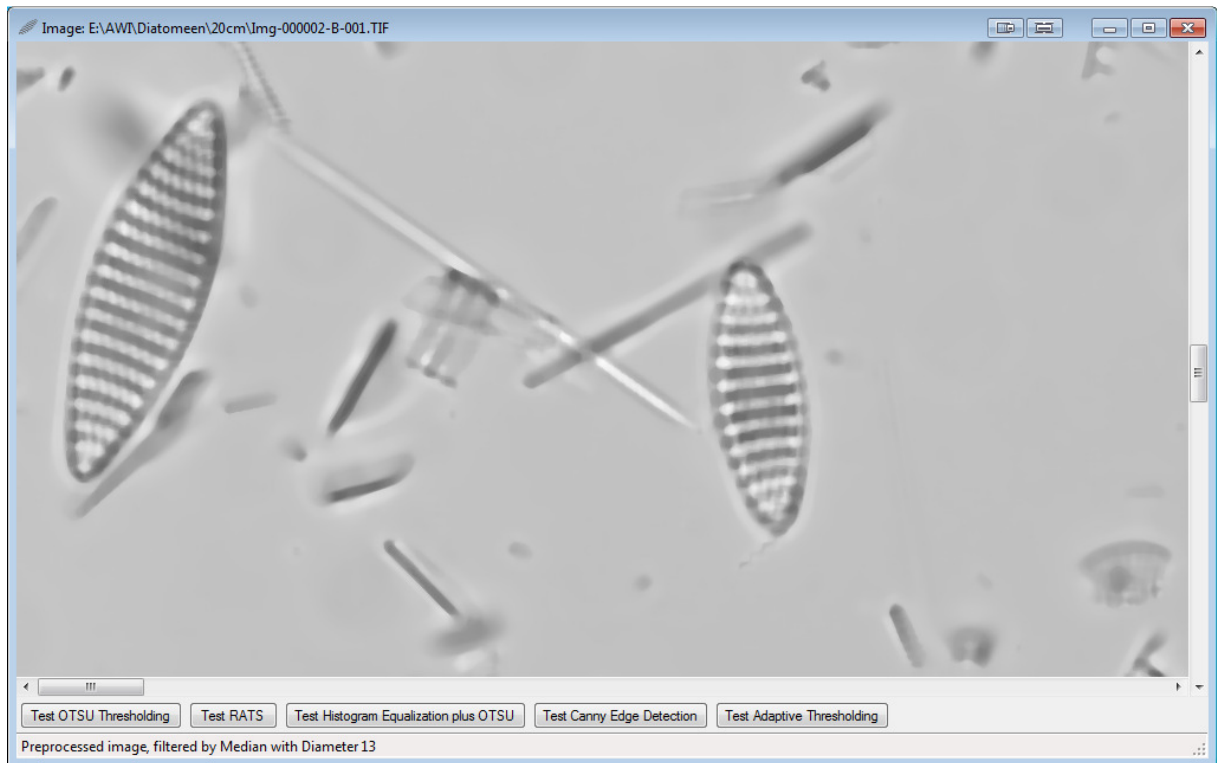 Image: E:\AWI\Diatomeen\20cm\Img-000002-B-001.TIF
Test OTSU Thresholding Test RATS Test Histogram Equalization plus OTSU Test Canny Edge Detection Test Adaptive Thresholding
Preprocessed image, filtered by Median with Diameter 13